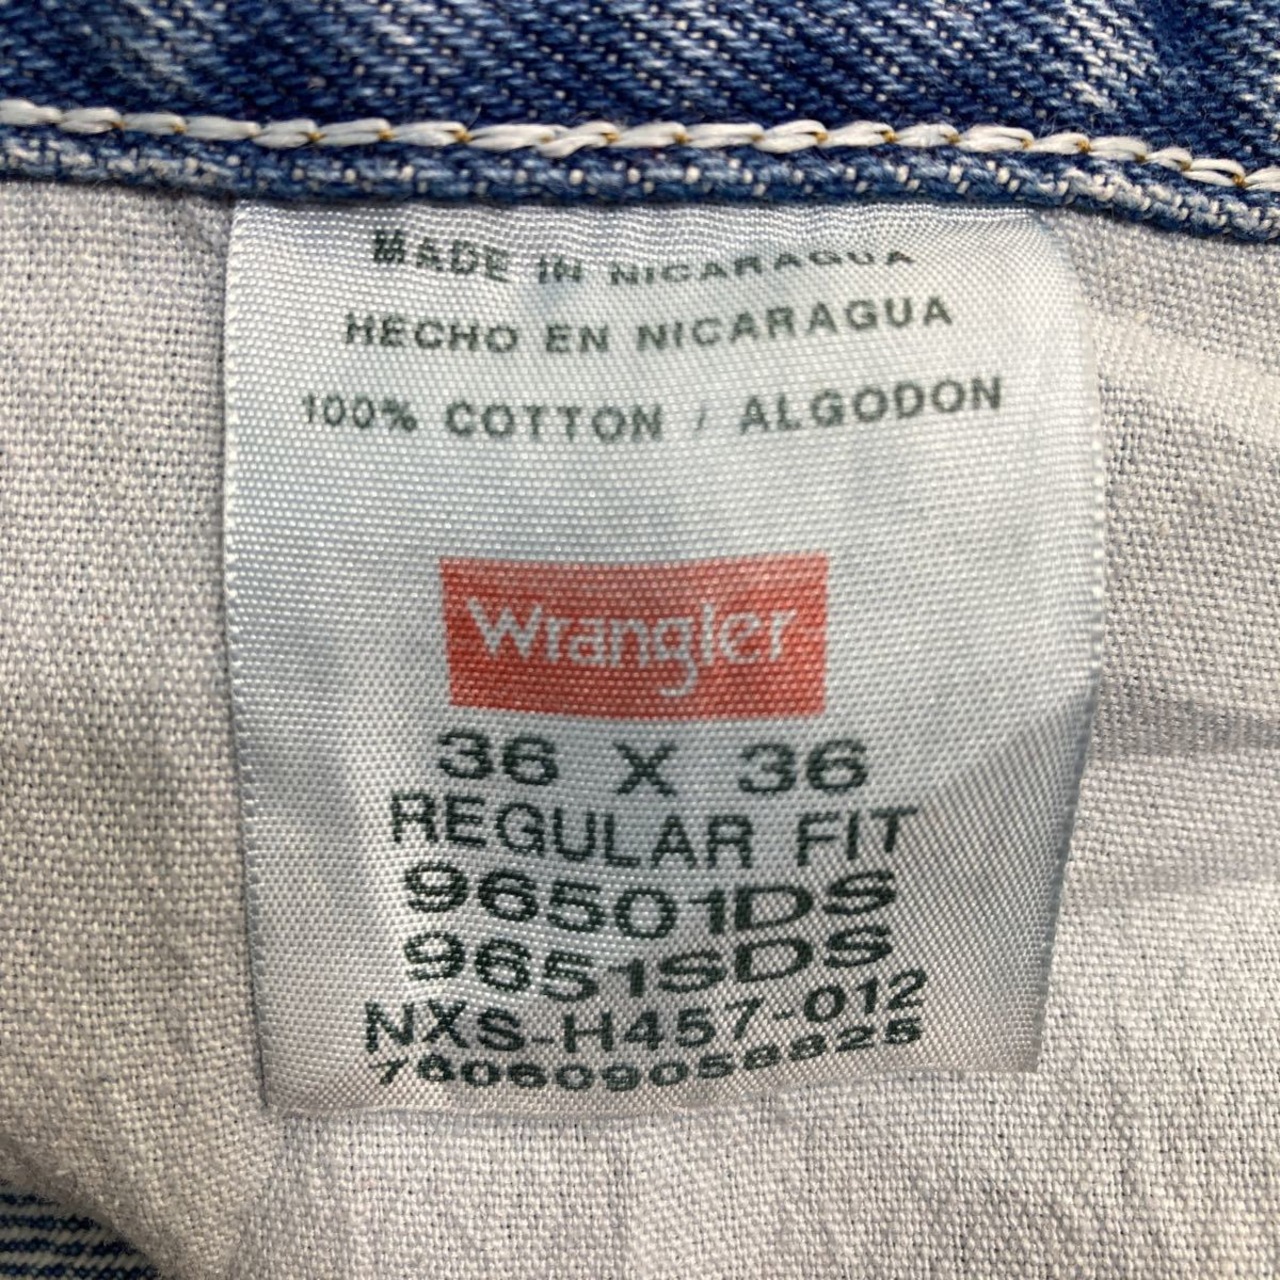 MADE IN NICARAGUA
HECHO EN NICARAGUA
100% COTTON / ALGODON
Wrangler
36 X 36
REGULAR FIT
96501DS
9651SDS
NXS-H457-012